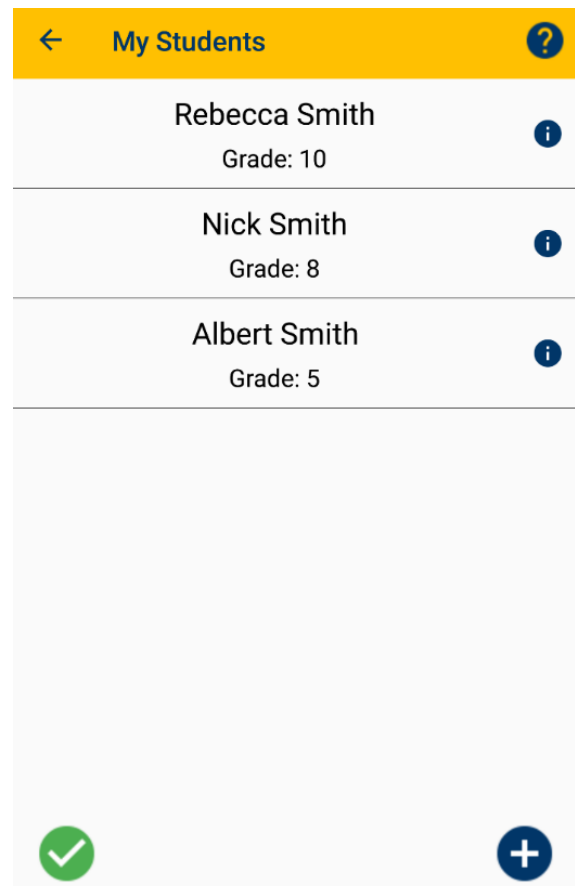 My Students
Rebecca Smith
Grade: 10
Nick Smith
Grade: 8
Albert Smith
Grade: 5